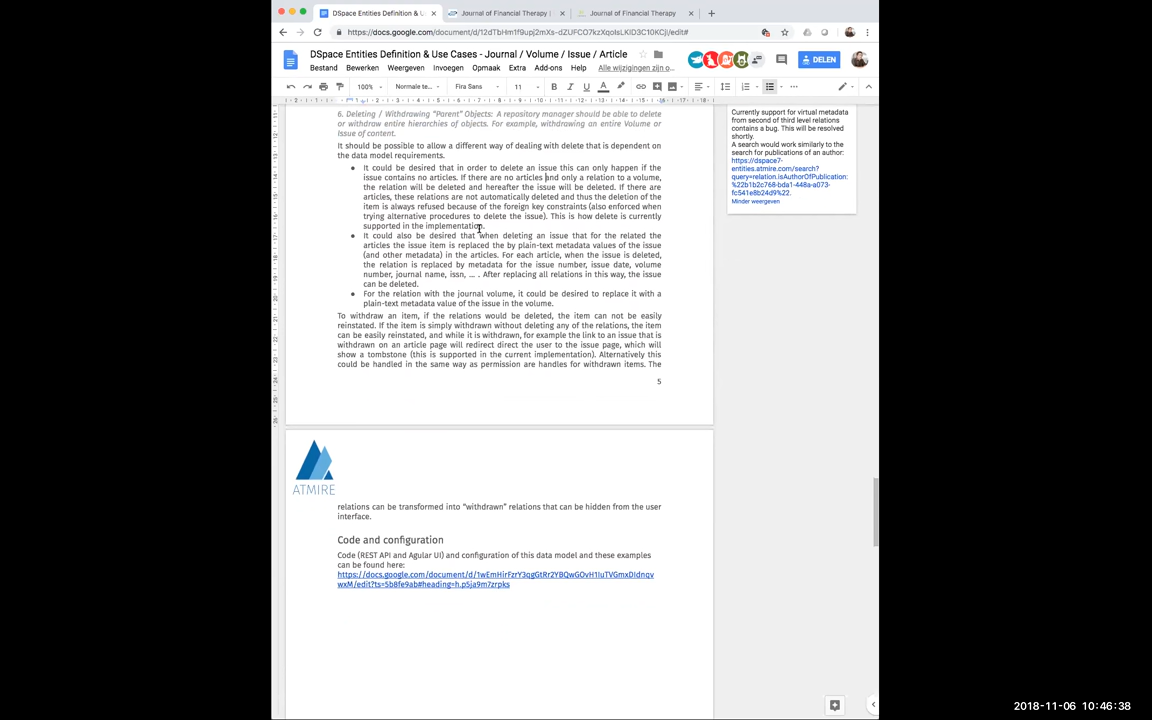 DSpace Entities Definition & U
Journal of Financial Therapy |
Journal of Financial Therapy
https://docs.google.com/document/d/
DSpace Entities Definition & Use Cases - Journal / Volume / Issue / Article
Bestand Bewerken Weergeven Invoegen Opmaak Extra Add-ons Help Alle wijzigingen zijn o...
DELEN
100% Normale te... Fira Sans 11
6. Deleting / Withdrawing "Parent" Objects: A repository manager should be able to delete
or withdraw entire hierarchies of objects. For example, withdrawing an entire Volume or
Issue of content.
It should be possible to allow a different way of dealing with delete that is dependent on
the data model requirements.
● It could be desired that in order to delete an issue this can only happen if the
issue contains no articles. If there are no articles and only a relation to a volume,
the relation will be deleted and hereafter the issue will be deleted. If there are
articles, these relations are not automatically deleted and thus the deletion of the
item is always refused because of the foreign key constraints (also enforced when
trying alternative procedures to delete the issue). This is how delete is currently
supported in the implementation.
● It could also be desired that when deleting an issue that for the related the
articles the issue item is replaced the by plain-text metadata values of the issue
(and other metadata) in the articles. For each article, when the issue is deleted,
the relation is replaced by metadata for the issue number, issue date, volume
number, journal name, issn, ... . After replacing all relations in this way, the issue
can be deleted.
● For the relation with the journal volume, it could be desired to replace it with a
plain-text metadata value of the issue in the volume.
To withdraw an item, if the relations would be deleted, the item can not be easily
reinstated. If the item is simply withdrawn without deleting any of the relations, the item
can be easily reinstated, and while it is withdrawn, for example the link to an issue that is
withdrawn on an article page will redirect direct the user to the issue page, which will
show a tombstone (this is supported in the current implementation). Alternatively this
could be handled in the same way as permission are handles for withdrawn items. The
5
Currently support for virtual metadata
from second of third level relations
contains a bug. This will be resolved
shortly.
A search would work similarly to the
search for publications of an author:
https://dspace7-
entities.atmire.com/search?
query=relation.isAuthorOfPublication:
%22b1b2c768-bda1-448a-a073-
fc541e8b24d9%22.
Minder weergeven
ATMIRE
relations can be transformed into "withdrawn" relations that can be hidden from the user
interface.
Code and configuration
Code (REST API and Agular UI) and configuration of this data model and these examples
can be found here:
https://docs.google.com/document/d/1wEmHirFzrY3qgGtRr2YBQwGOvH1IuTVGmxDIdnqv
wxM/edit?ts=5b8fe9ab#heading=h.p5ja9m7zrpks
2018-11-06 10:46:38